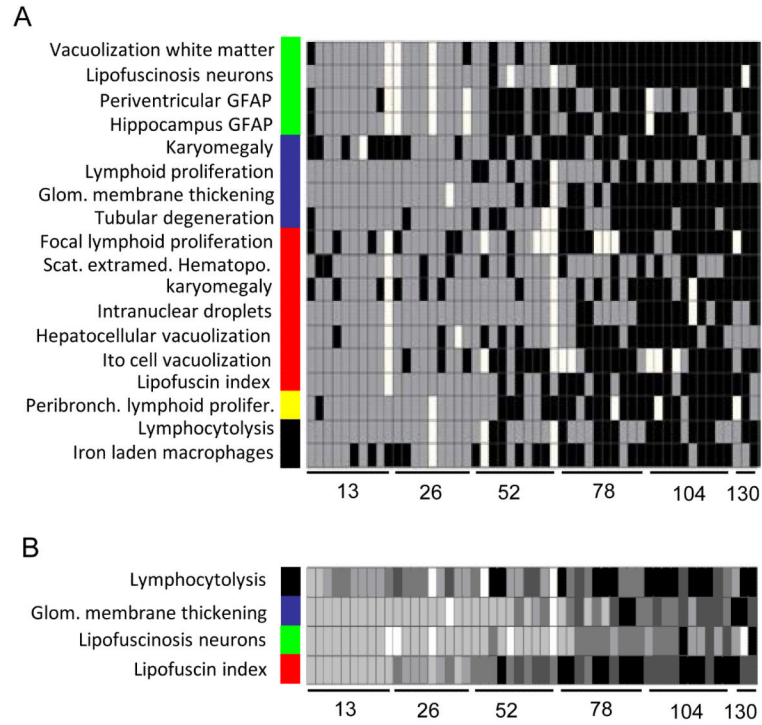 A
Vacuolization white matter
Lipofuscinosis neurons
Periventricular GFAP
Hippocampus GFAP
Karyomegaly
Lymphoid proliferation
Glom. membrane thickening
Tubular degeneration
Focal lymphoid proliferation
Scat. extramed. Hematopo.
karyomegaly
Intranuclear droplets
Hepatocellular vacuolization
Ito cell vacuolization
Lipofuscin index
Peribronch. lymphoid prolifer.
Lymphocytolysis
Iron laden macrophages
13 26 52 78 104 130
B
Lymphocytolysis
Glom. membrane thickening
Lipofuscinosis neurons
Lipofuscin index
13 26 52 78 104 130